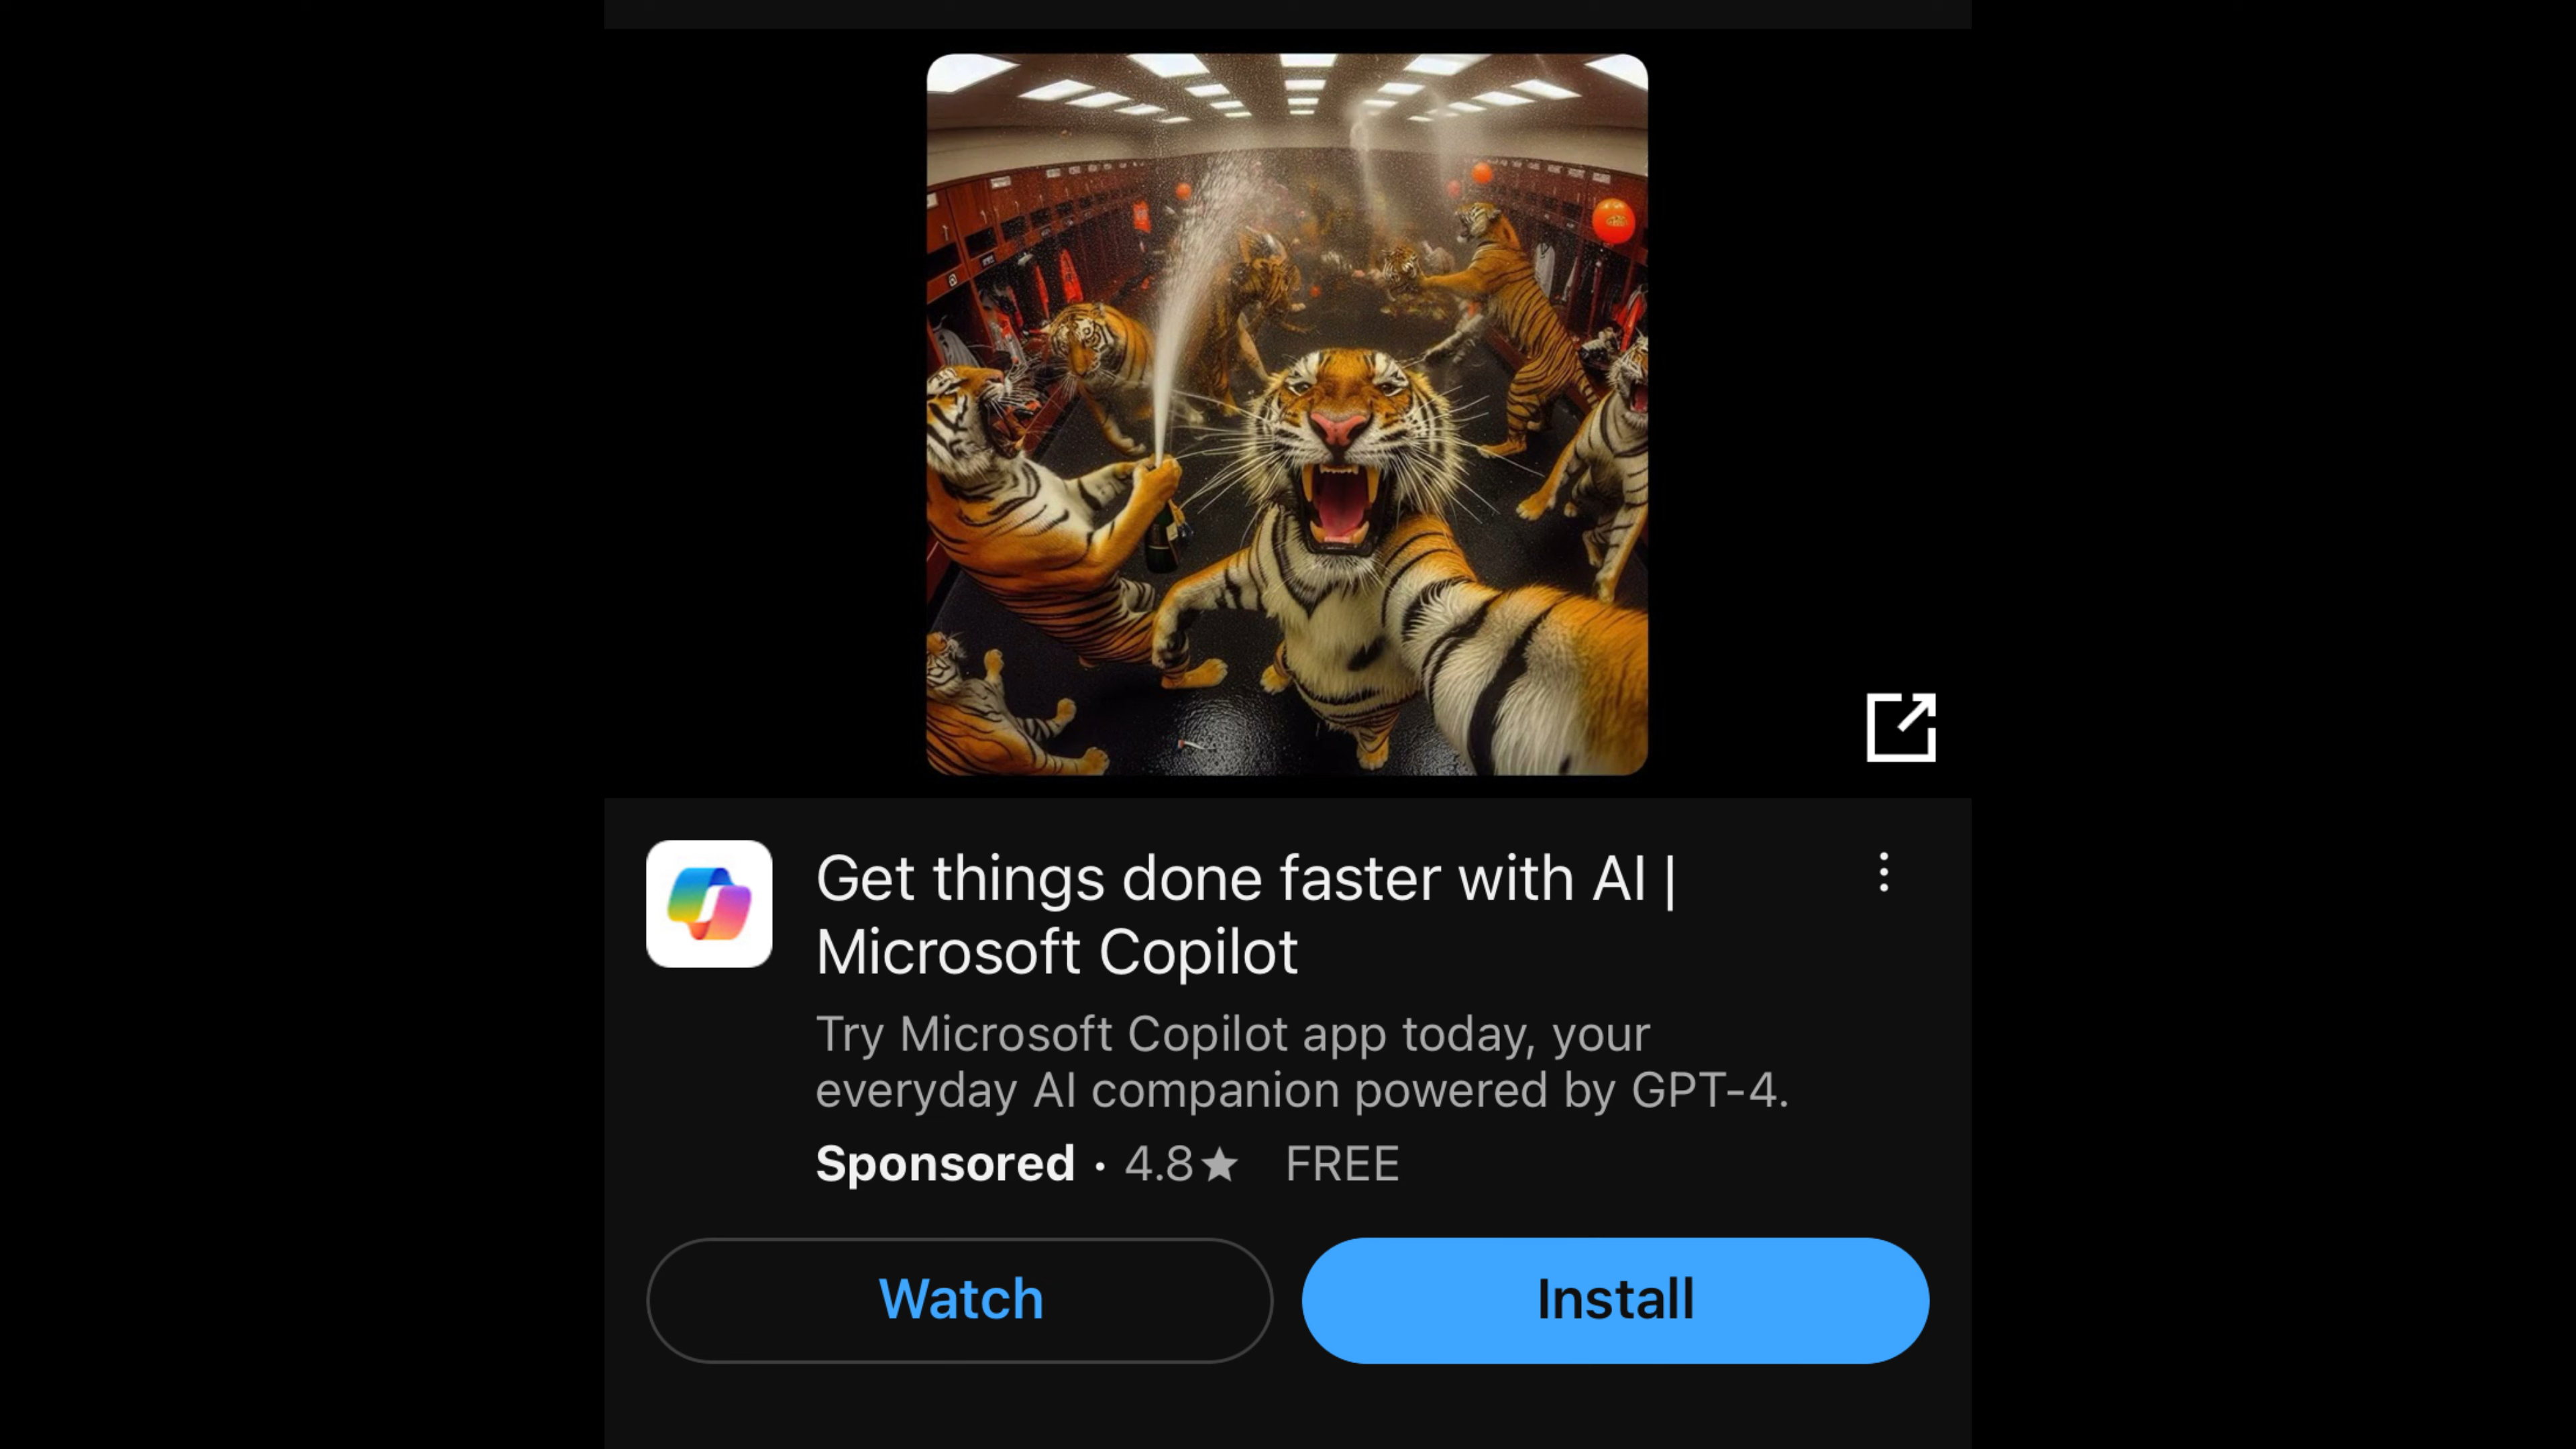 Get things done faster with AI |
Microsoft Copilot
Try Microsoft Copilot app today, your
everyday AI companion powered by GPT-4.
Sponsored · 4.8★ FREE
Watch
Install